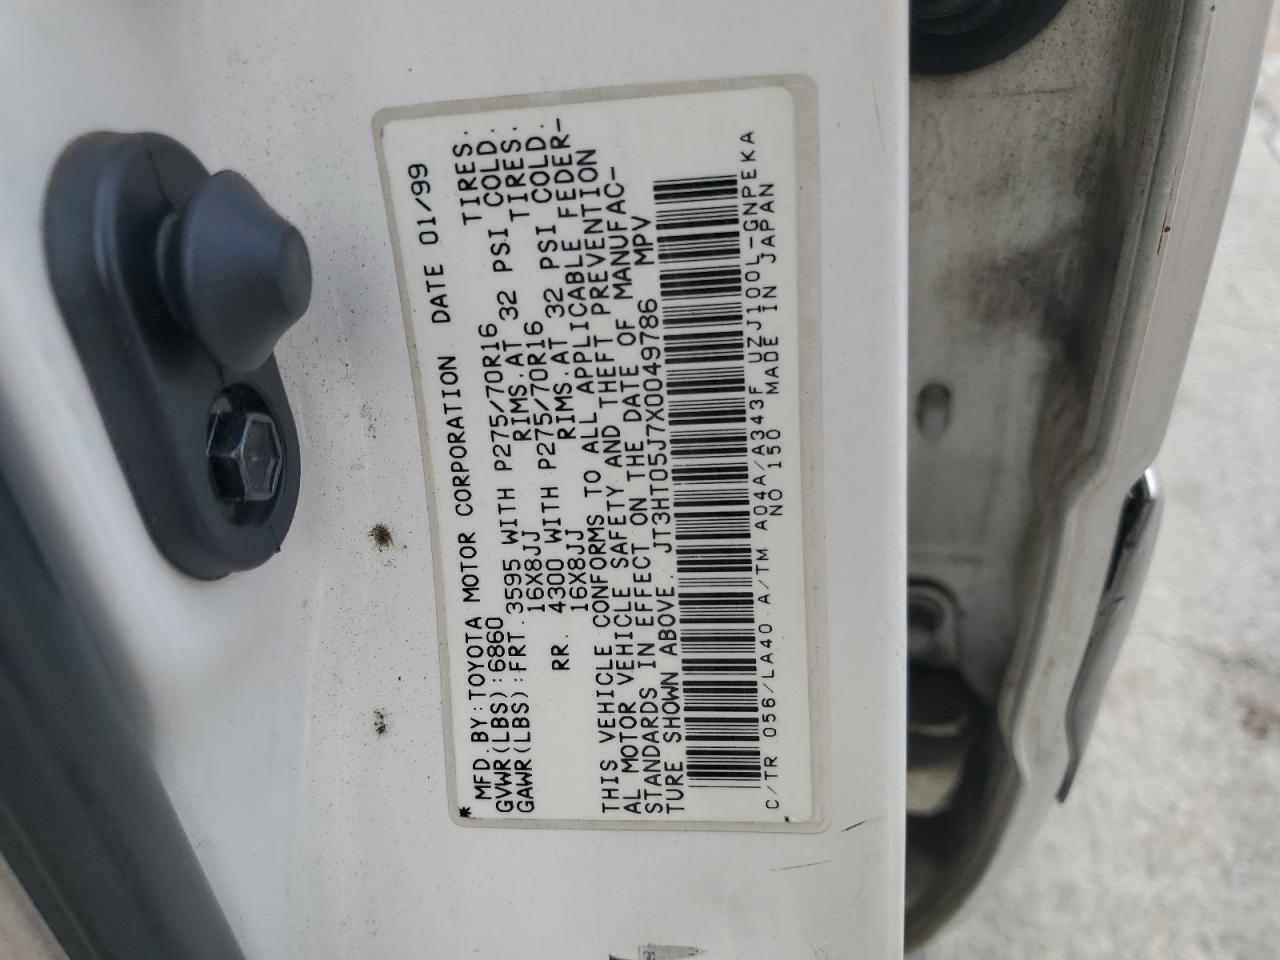 * MFD.BY:TOYOTA MOTOR CORPORATION DATE 01/99
GVWR(LBS):6860
GAWR(LBS):FRT.3595 WITH P275/70R16 TIRES.
16X8JJ RIMS.AT 32 PSI COLD.
RR. 4300 WITH P275/70R16 TIRES.
16X8JJ RIMS.AT 32 PSI COLD.
THIS VEHICLE CONFORMS TO ALL APPLICABLE FEDER-
AL MOTOR VEHICLE SAFETY AND THEFT PREVENTION
STANDARDS IN EFFECT ON THE DATE OF MANUFAC-
TURE SHOWN ABOVE. JT3HT05J7X0049786 MPV
C/TR 056/LA40 A/TM A04A/A343F UZJ100L-GNPEKA
* NO 150 MADE IN JAPAN